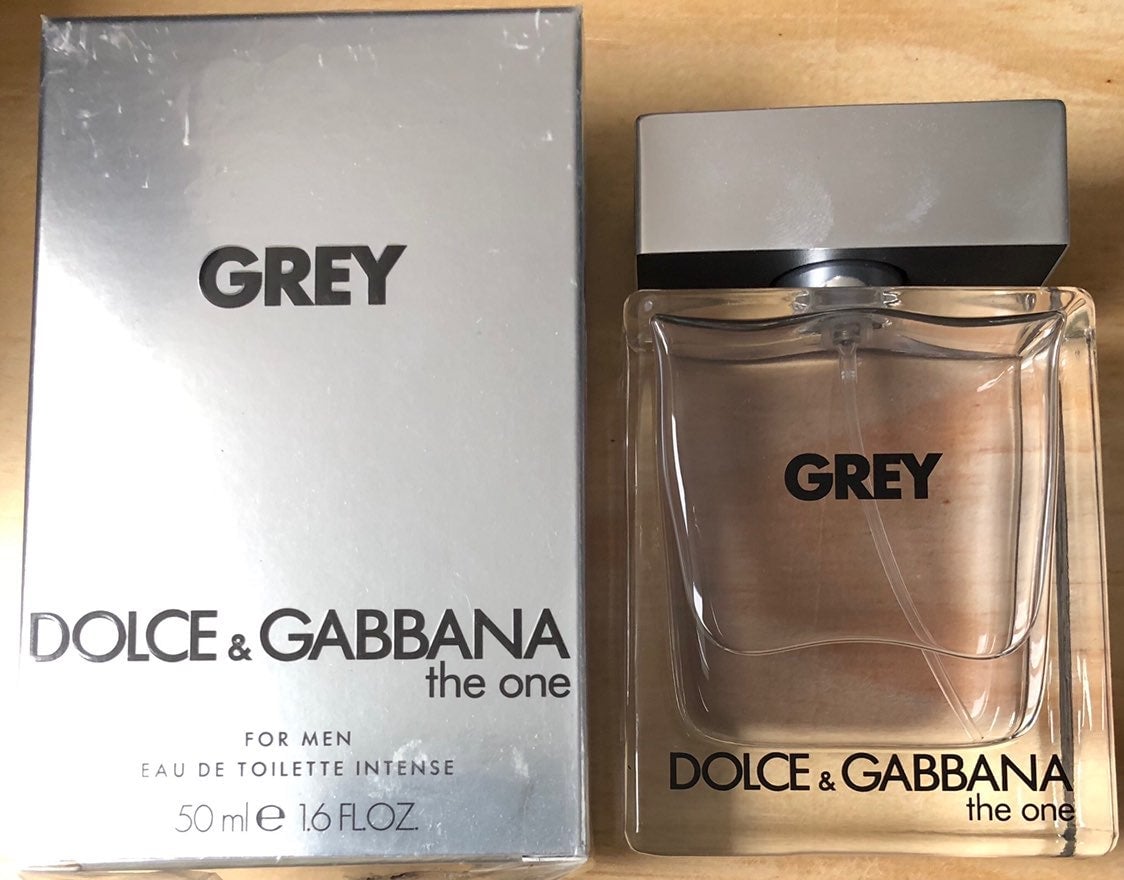 GREY
DOLCE & GABBANA
the one
FOR MEN
EAU DE TOILETTE INTENSE
50 ml e 1.6 FL.OZ.
GREY
DOLCE & GABBANA
the one